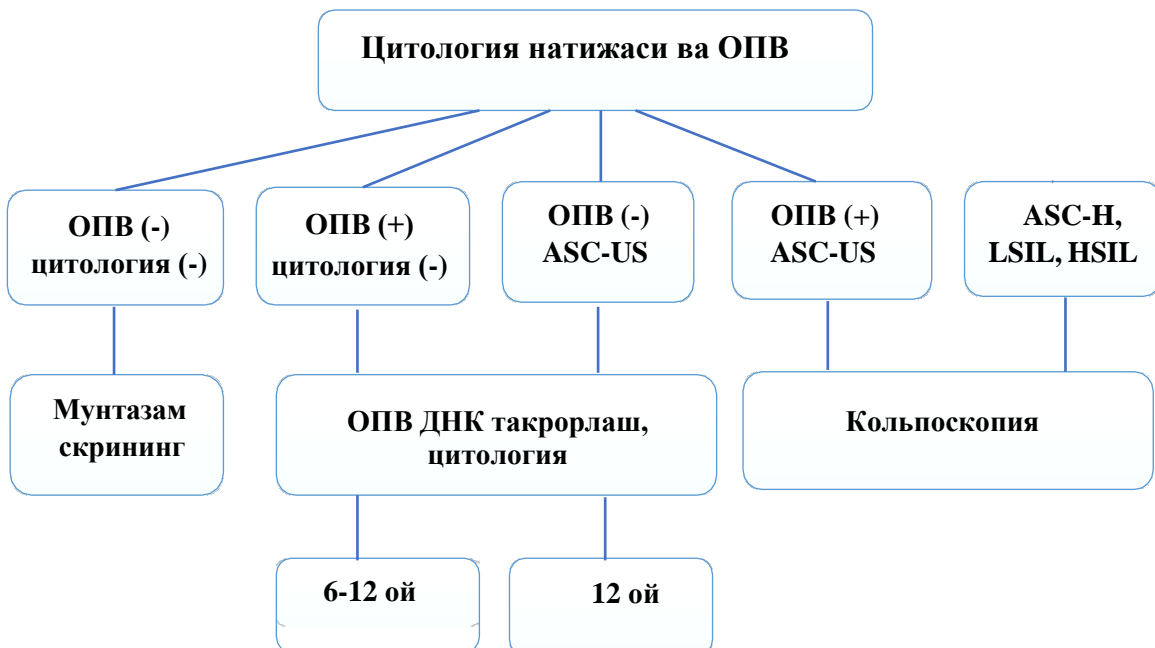 Цитология натижаси ва ОПВ
ОПВ (-)
цитология (-)
ОПВ (+)
цитология (-)
ОПВ (-)
ASC-US
ОПВ (+)
ASC-US
ASC-H,
LSIL, HSIL
Мунтазам
скрининг
ОПВ ДНК такрорлаш,
цитология
Кольпоскопия
6-12 ой
12 ой